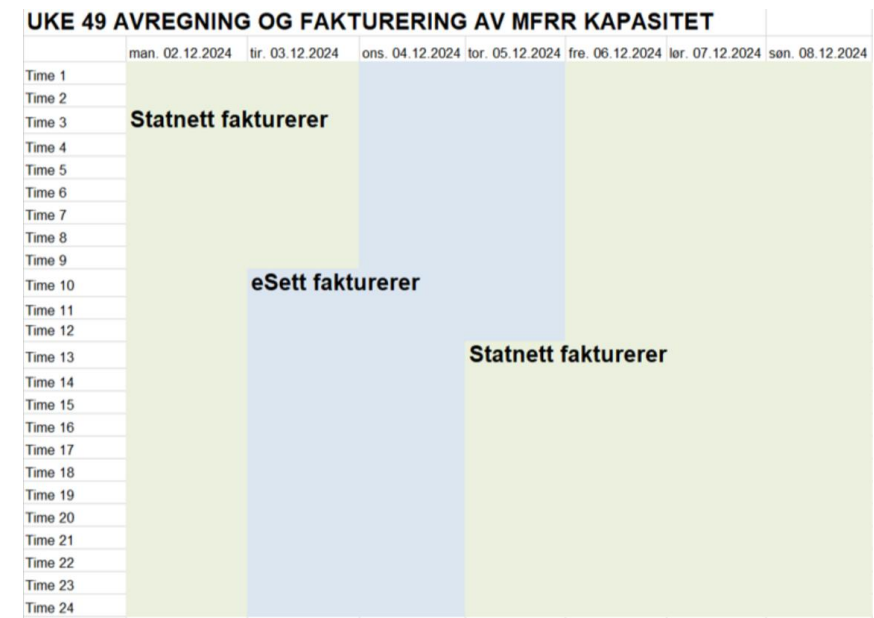 UKE 49 AVREGNING OG FAKTURERING AV MFRR KAPASITET
man. 02.12.2024 tir. 03.12.2024 ons. 04.12.2024 tor. 05.12.2024 fre. 06.12.2024 lør. 07.12.2024 søn. 08.12.2024
Time 1
Time 2
Time 3 Statnett fakturerer
Time 4
Time 5
Time 6
Time 7
Time 8
Time 9
Time 10 eSett fakturerer
Time 11
Time 12
Time 13 Statnett fakturerer
Time 14
Time 15
Time 16
Time 17
Time 18
Time 19
Time 20
Time 21
Time 22
Time 23
Time 24